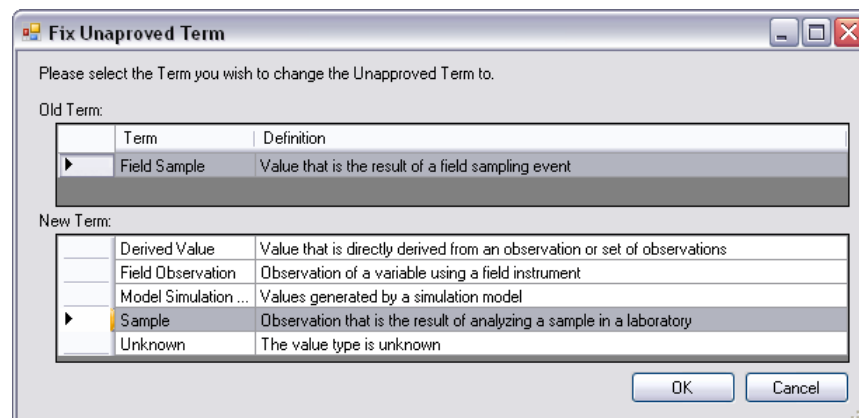 Fix Unaproved Term
Please select the Term you wish to change the Unapproved Term to.
Old Term:
Term Definition
Field Sample Value that is the result of a field sampling event
New Term:
Derived Value Value that is directly derived from an observation or set of observations
Field Observation Observation of a variable using a field instrument
Model Simulation ... Values generated by a simulation model
Sample Observation that is the result of analyzing a sample in a laboratory
Unknown The value type is unknown
OK Cancel